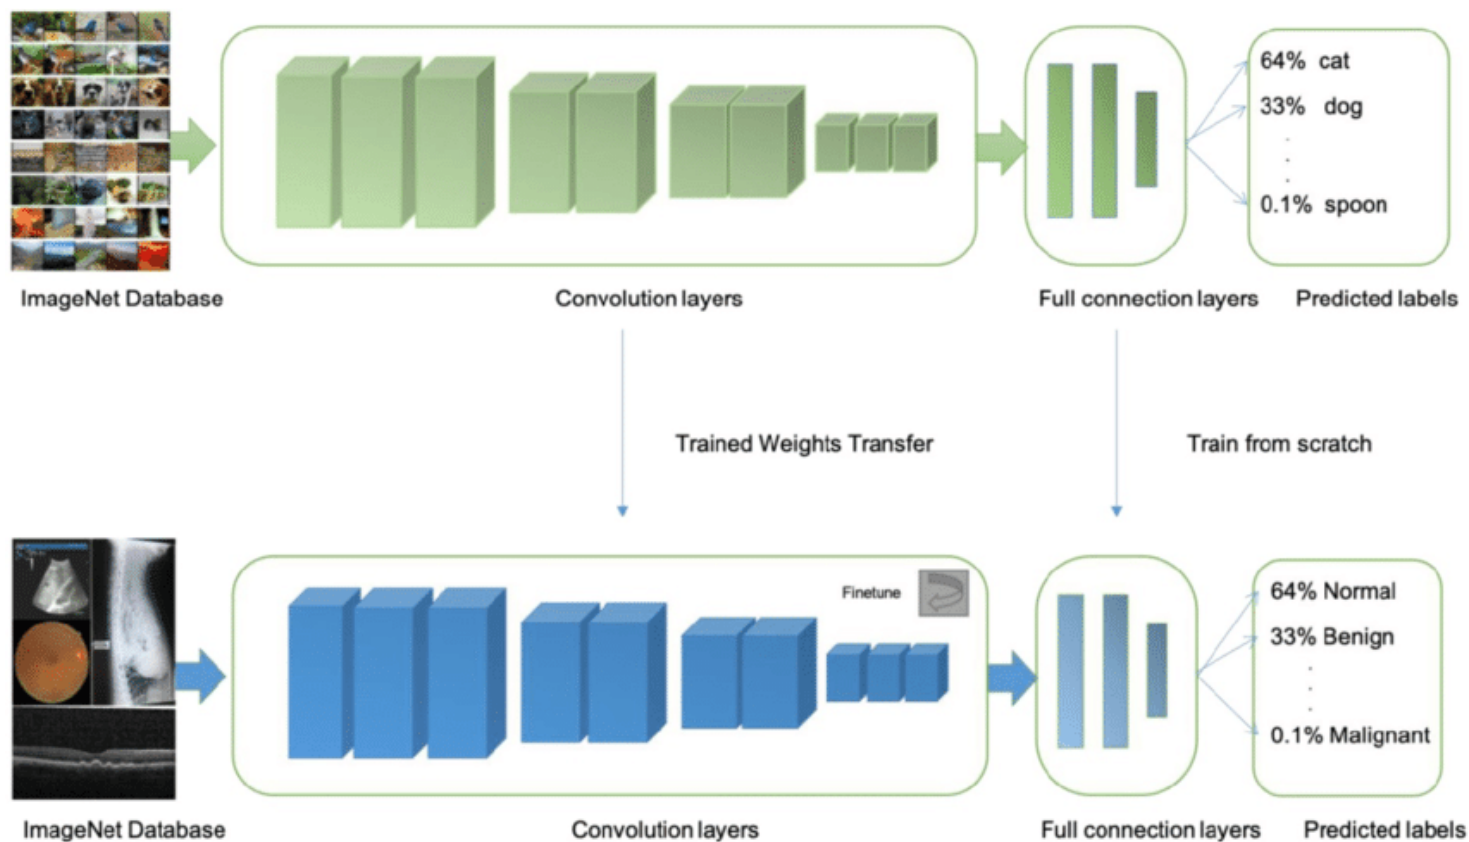 64% cat
33% dog
.
.
.
0.1% spoon
ImageNet Database
Convolution layers
Full connection layers
Predicted labels
Trained Weights Transfer
Train from scratch
Finetune
64% Normal
33% Benign
.
.
.
0.1% Malignant
ImageNet Database
Convolution layers
Full connection layers
Predicted labels